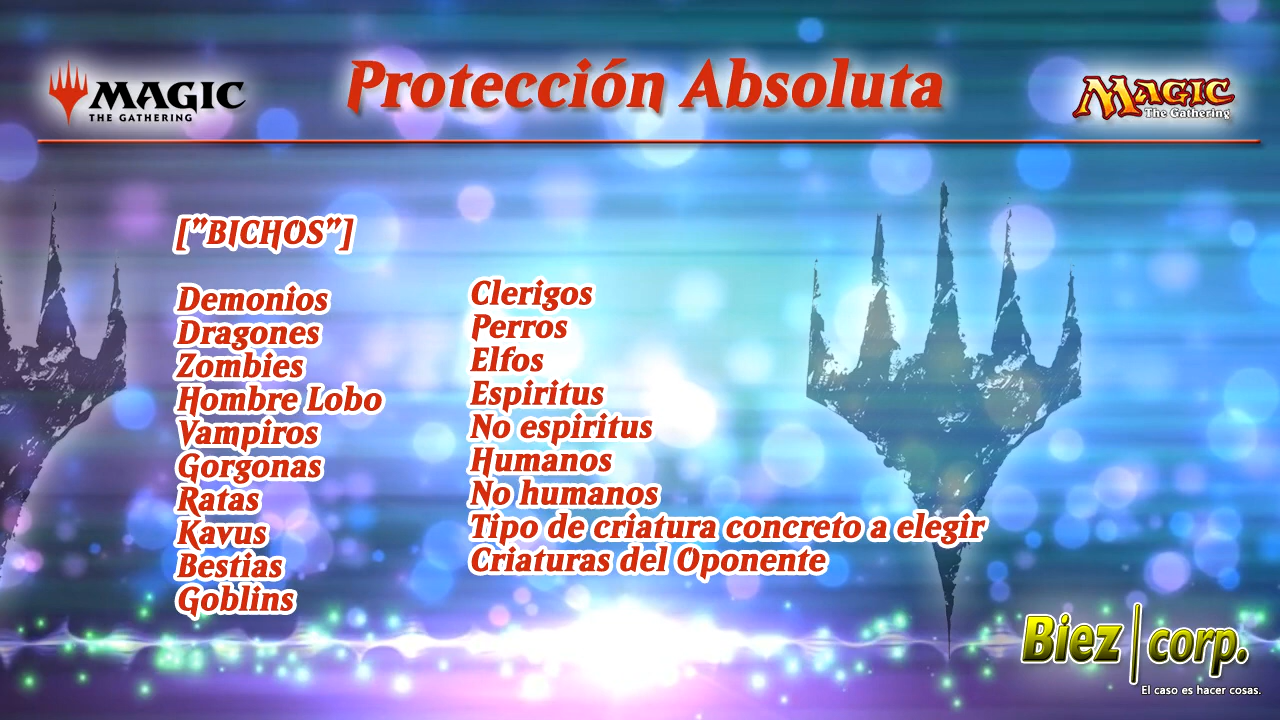 MAGIC
THE GATHERING
Protección Absoluta
MAGIC
The Gathering
["BICHOS"]
Demonios
Dragones
Zombies
Hombre Lobo
Vampiros
Gorgonas
Ratas
Kavus
Bestias
Goblins
Clerigos
Perros
Elfos
Espiritus
No espiritus
Humanos
No humanos
Tipo de criatura concreto a elegir
Criaturas del Oponente
Biez corp.
El caso es hacer cosas.